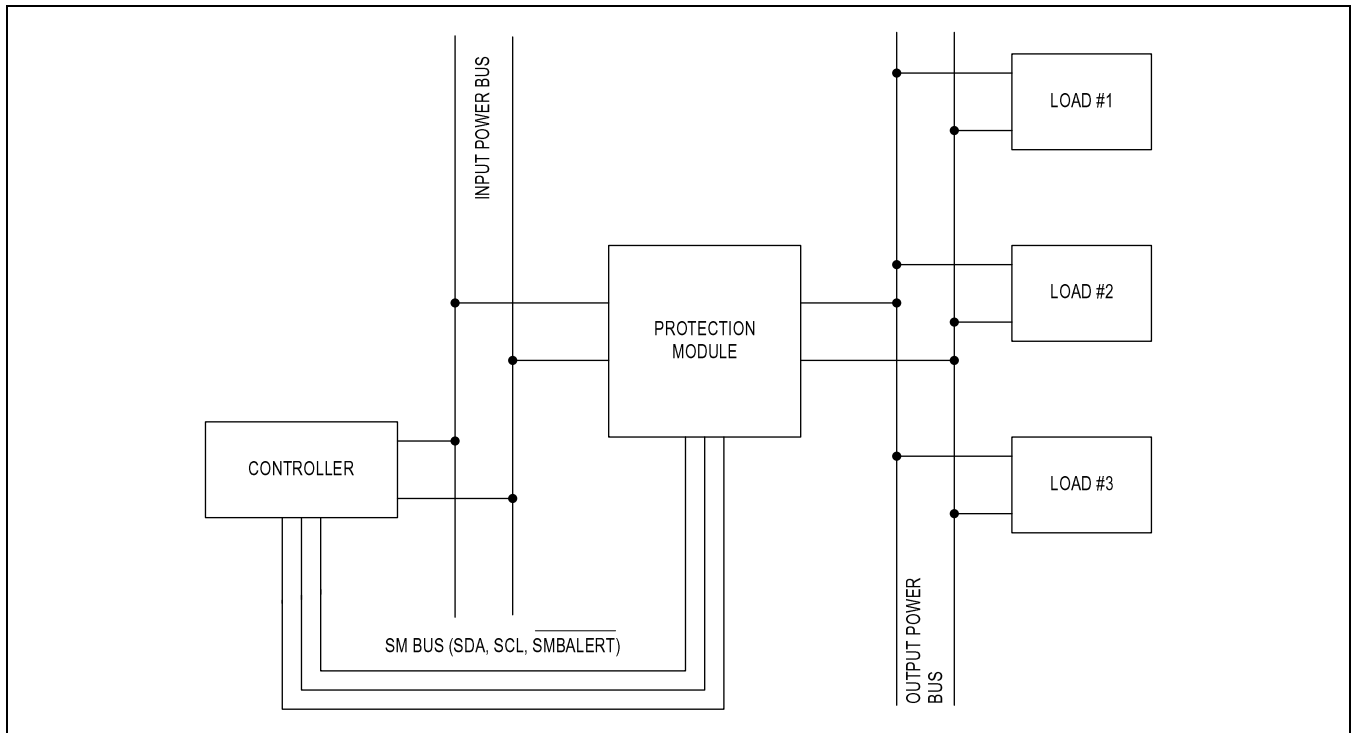 INPUT POWER BUS
LOAD #1
LOAD #2
PROTECTION
MODULE
CONTROLLER
LOAD #3
SM BUS (SDA, SCL, SMBALERT)
OUTPUT POWER
BUS